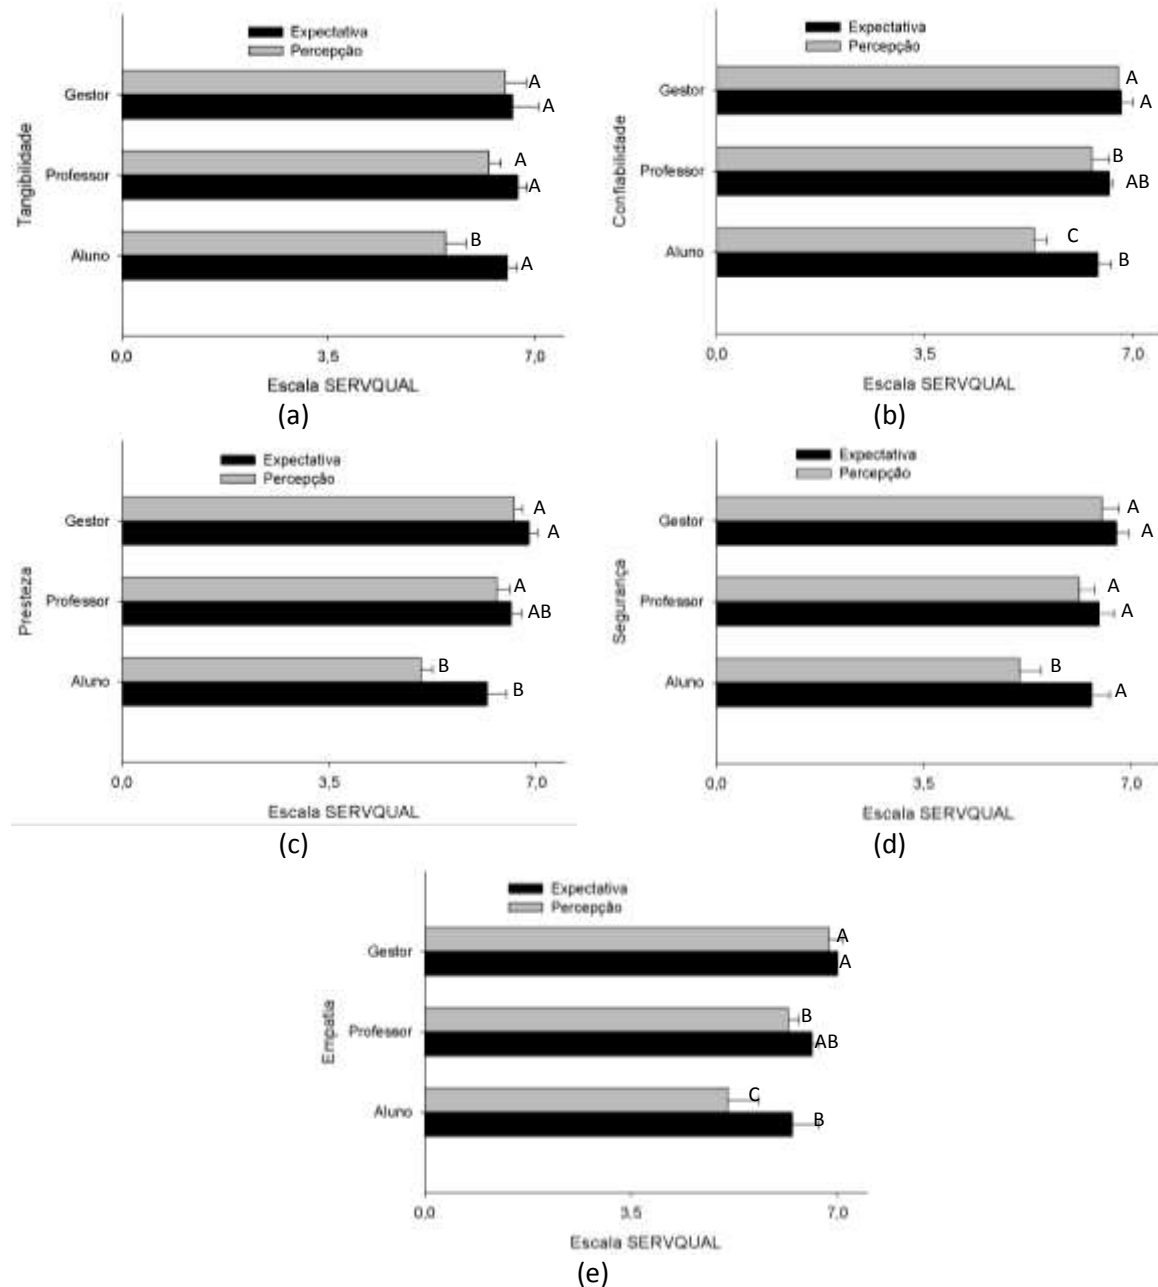 Expectativa
Percepção
Tangibilidade
Gestor
A
A
Professor
A
A
Aluno
B
A
0,0 3,5 7,0
Escala SERVQUAL
(a)
Expectativa
Percepção
Confiabilidade
Gestor
A
A
Professor
B
AB
Aluno
C
B
0,0 3,5 7,0
Escala SERVQUAL
(b)
Expectativa
Percepção
Presteza
Gestor
A
A
Professor
A
AB
Aluno
B
B
0,0 3,5 7,0
Escala SERVQUAL
(c)
Expectativa
Percepção
Segurança
Gestor
A
A
Professor
A
A
Aluno
B
A
0,0 3,5 7,0
Escala SERVQUAL
(d)
Expectativa
Percepção
Empatia
Gestor
A
A
Professor
B
AB
Aluno
C
B
0,0 3,5 7,0
Escala SERVQUAL
(e)